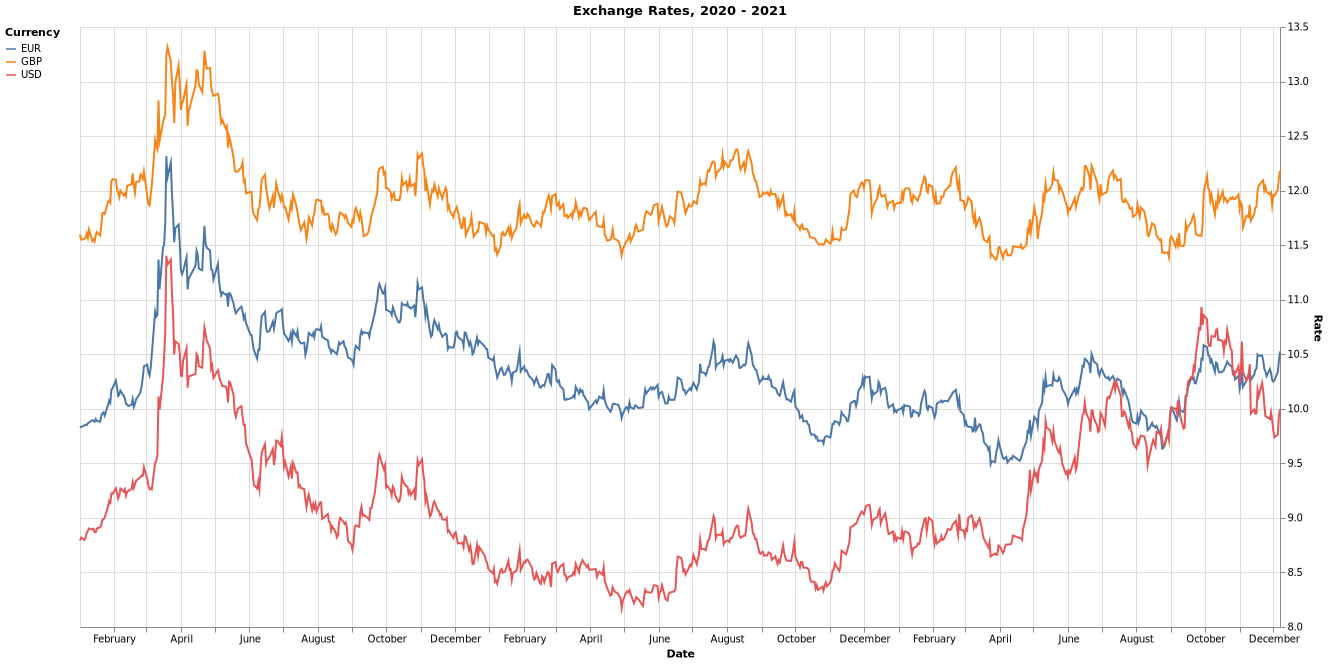 Exchange Rates, 2020 - 2021
Currency
EUR
GBP
USD
13.5
13.0
12.5
12.0
11.5
11.0
10.5
10.0
9.5
9.0
8.5
8.0
Rate
February April June August October December February April June August October December February April June August October December
Date